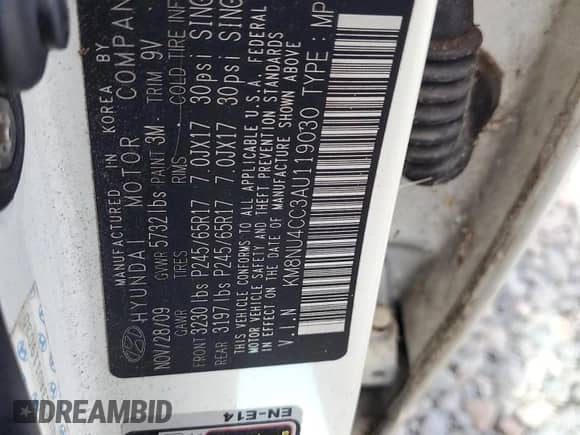 MANUFACTURED IN KOREA BY
HYUNDAI MOTOR COMPAN
NOV/28/09 GVWR 5732 lbs PAINT 3M TRIM 9V
GAWR TIRES RIMS COLD TIRE INF
FRONT 3230 lbs P245/65R17 7.0JX17 30psi SING
REAR 3197 lbs P245/65R17 7.0JX17 30psi SING
THIS VEHICLE CONFORMS TO ALL APPLICABLE U.S.A. FEDERAL
MOTOR VEHICLE SAFETY AND THEFT PREVENTION STANDARDS
IN EFFECT ON THE DATE OF MANUFACTURE SHOWN ABOVE
V.I.N KM8NU4CC3AU119030 TYPE : MP
EN-E14
DREAMBID